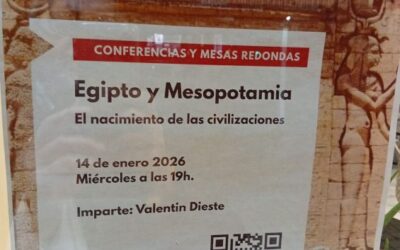 CONFERENCIAS Y MESAS REDONDAS
Egipto y Mesopotamia
El nacimiento de las civilizaciones
14 de enero 2026
Miércoles a las 19h.
Imparte: Valentín Dieste